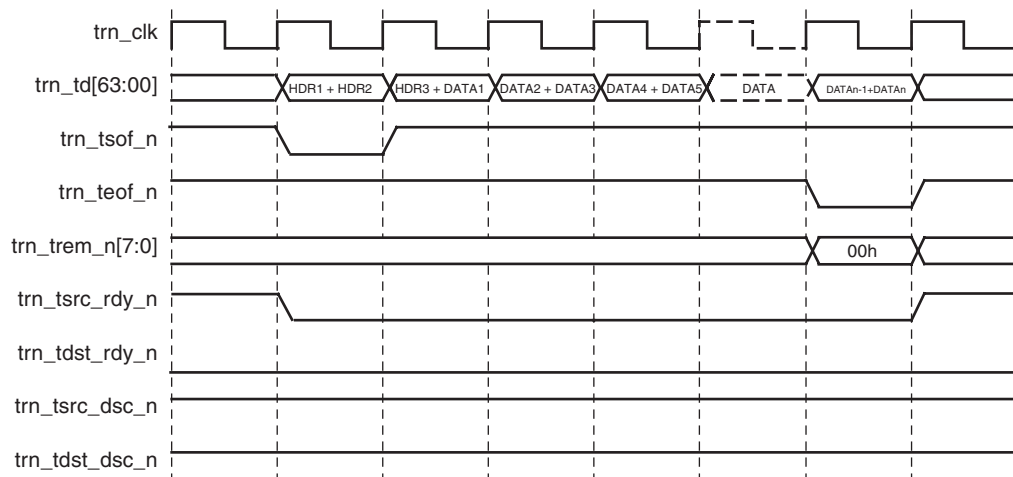 trn_clk
trn_td[63:00]
HDR1 + HDR2
HDR3 + DATA1
DATA2 + DATA3
DATA4 + DATA5
DATA
DATAn-1+DATAn
trn_tsof_n
trn_teof_n
trn_trem_n[7:0]
00h
trn_tsrc_rdy_n
trn_tdst_rdy_n
trn_tsrc_dsc_n
trn_tdst_dsc_n